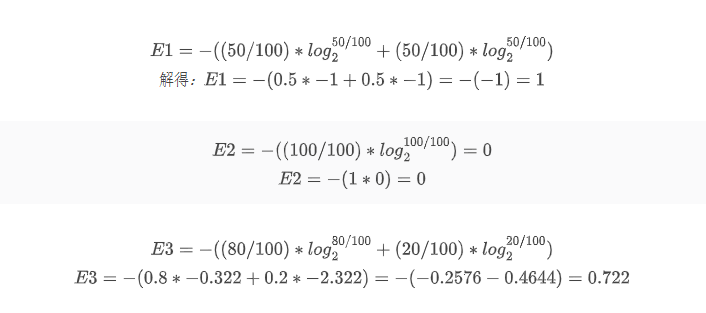 E1 = −((50/100) ∗ log₂^{50/100} + (50/100) ∗ log₂^{50/100})
解得：E1 = −(0.5 ∗ −1 + 0.5 ∗ −1) = −(−1) = 1
E2 = −((100/100) ∗ log₂^{100/100}) = 0
E2 = −(1 ∗ 0) = 0
E3 = −((80/100) ∗ log₂^{80/100} + (20/100) ∗ log₂^{20/100})
E3 = −(0.8 ∗ −0.322 + 0.2 ∗ −2.322) = −(−0.2576 − 0.4644) = 0.722